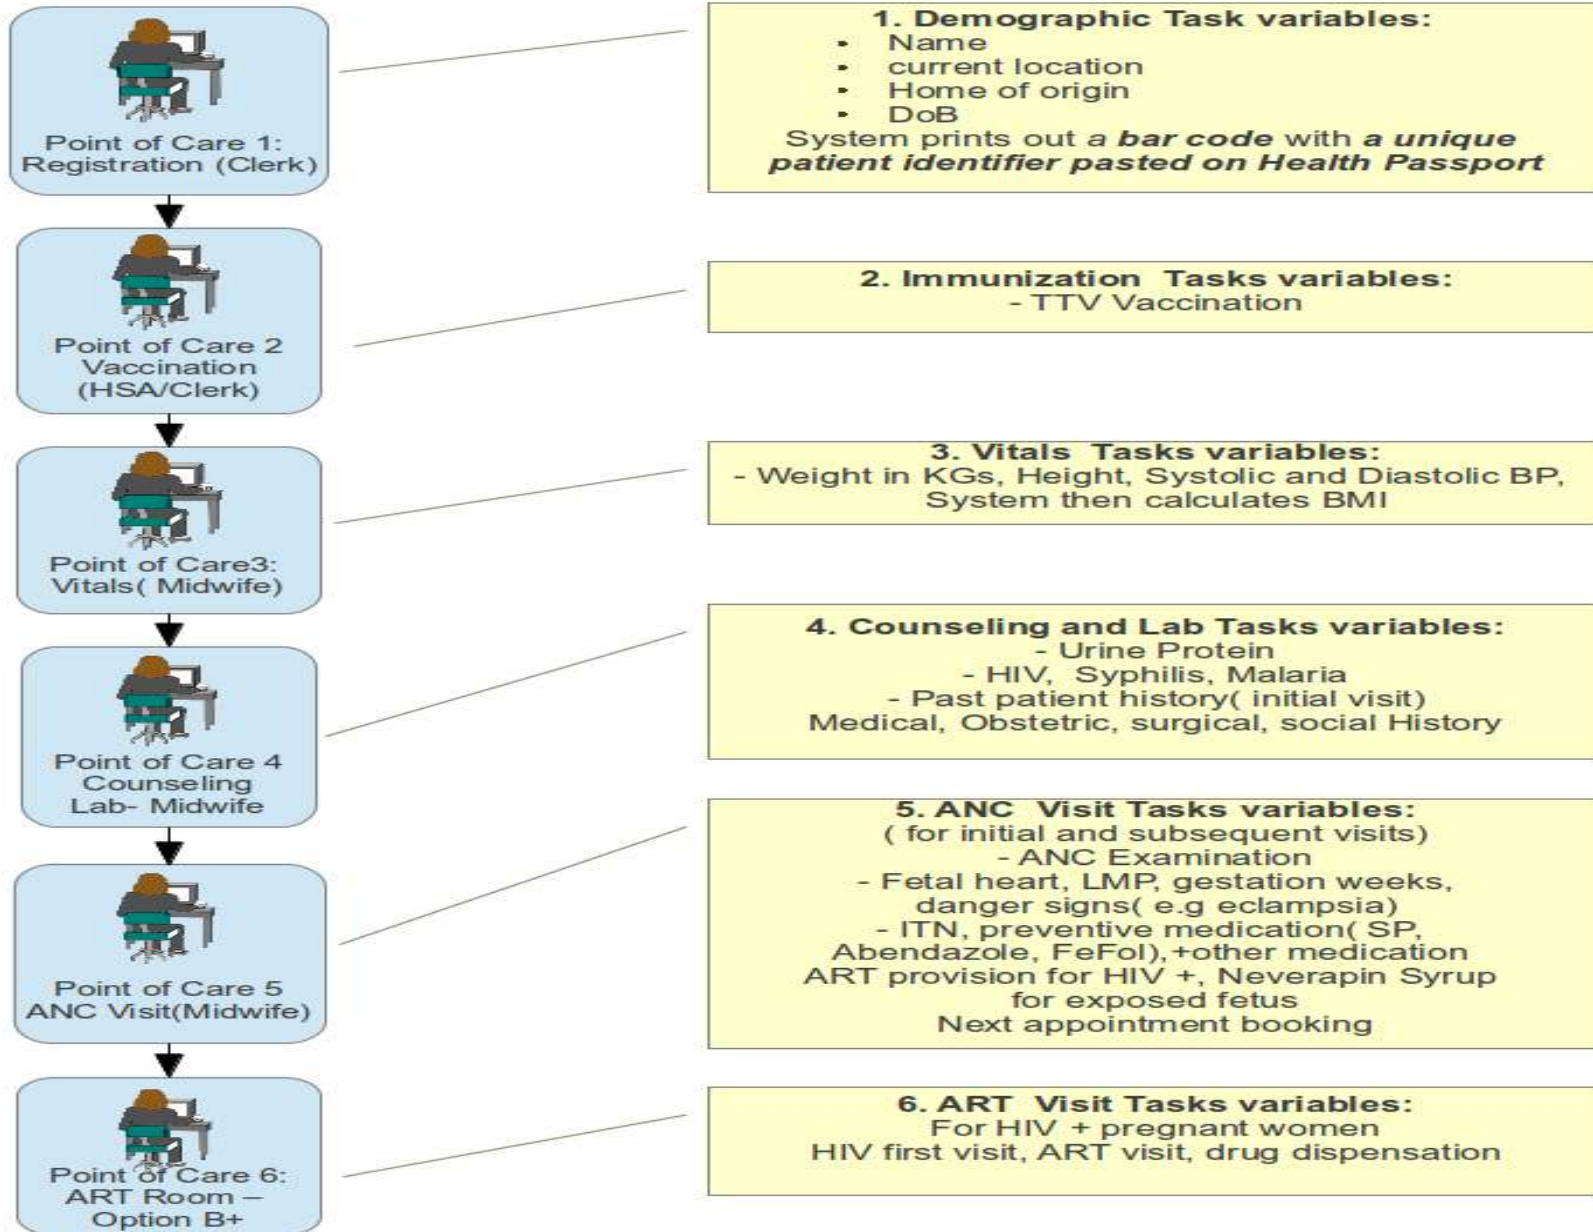 Point of Care 1:
Registration (Clerk)
1. Demographic Task variables:
• Name
• current location
• Home of origin
• DoB
System prints out a bar code with a unique
patient identifier pasted on Health Passport
Point of Care 2
Vaccination
(HSA/Clerk)
2. Immunization Tasks variables:
- TTV Vaccination
Point of Care3:
Vitals( Midwife)
3. Vitals Tasks variables:
- Weight in KGs, Height, Systolic and Diastolic BP,
System then calculates BMI
Point of Care 4
Counseling
Lab- Midwife
4. Counseling and Lab Tasks variables:
- Urine Protein
- HIV, Syphilis, Malaria
- Past patient history( initial visit)
Medical, Obstetric, surgical, social History
Point of Care 5
ANC Visit(Midwife)
5. ANC Visit Tasks variables:
( for initial and subsequent visits)
- ANC Examination
- Fetal heart, LMP, gestation weeks,
danger signs( e.g eclampsia)
- ITN, preventive medication( SP,
Abendazole, FeFol),+other medication
ART provision for HIV +, Neverapin Syrup
for exposed fetus
Next appointment booking
Point of Care 6:
ART Room –
Option B+
6. ART Visit Tasks variables:
For HIV + pregnant women
HIV first visit, ART visit, drug dispensation